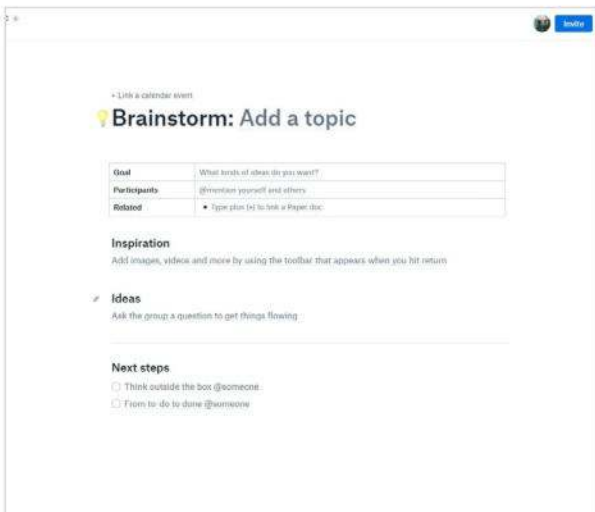 Invite
+ Link a calendar event
Brainstorm: Add a topic
Goal What kinds of ideas do you want?
Participants @mention yourself and others
Related • Type plus (+) to link a Paper doc
Inspiration
Add images, videos and more by using the toolbar that appears when you hit return
Ideas
Ask the group a question to get things flowing
Next steps
Think outside the box @someone
From to-do to done @someone